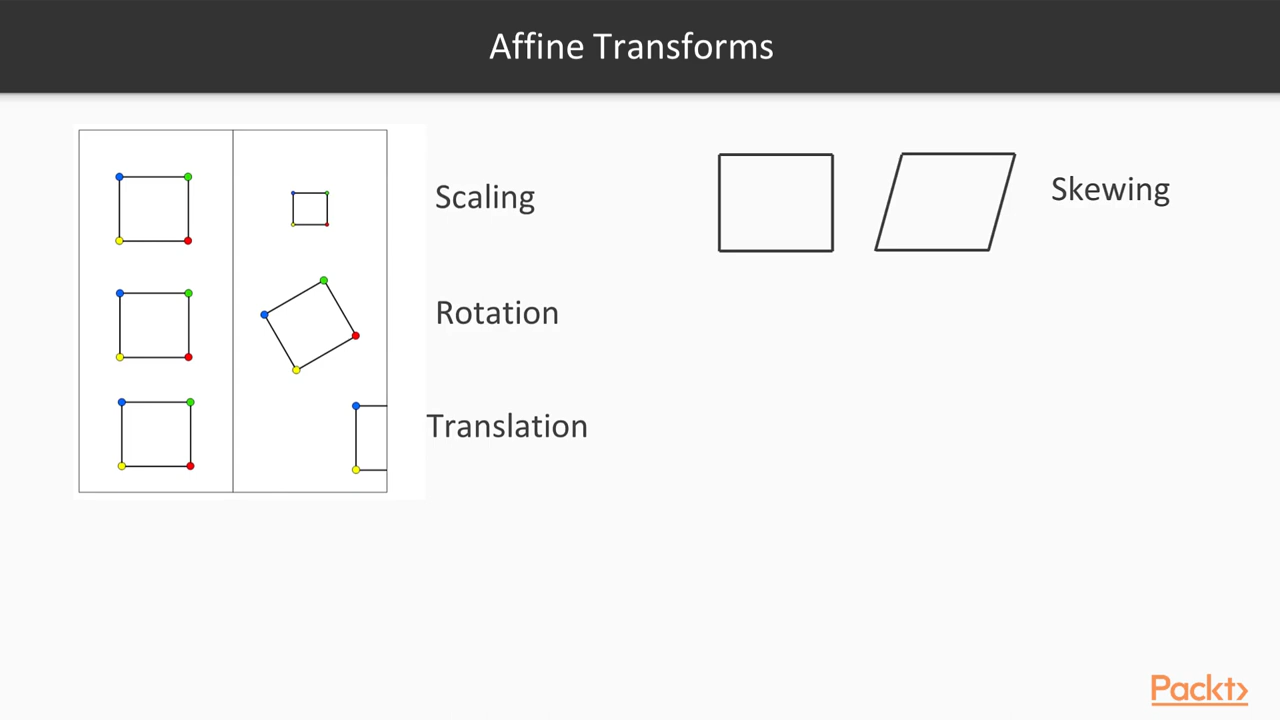 Affine Transforms
Scaling
Skewing
Rotation
Translation
Packt>